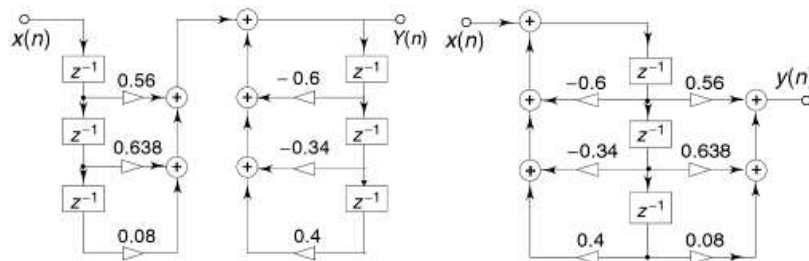 x(n)
z⁻¹
0.56
z⁻¹
0.638
z⁻¹
0.08
Y(n)
z⁻¹
– 0.6
z⁻¹
–0.34
z⁻¹
0.4
x(n)
z⁻¹
–0.6
0.56
y(n)
z⁻¹
–0.34
0.638
z⁻¹
0.4
0.08